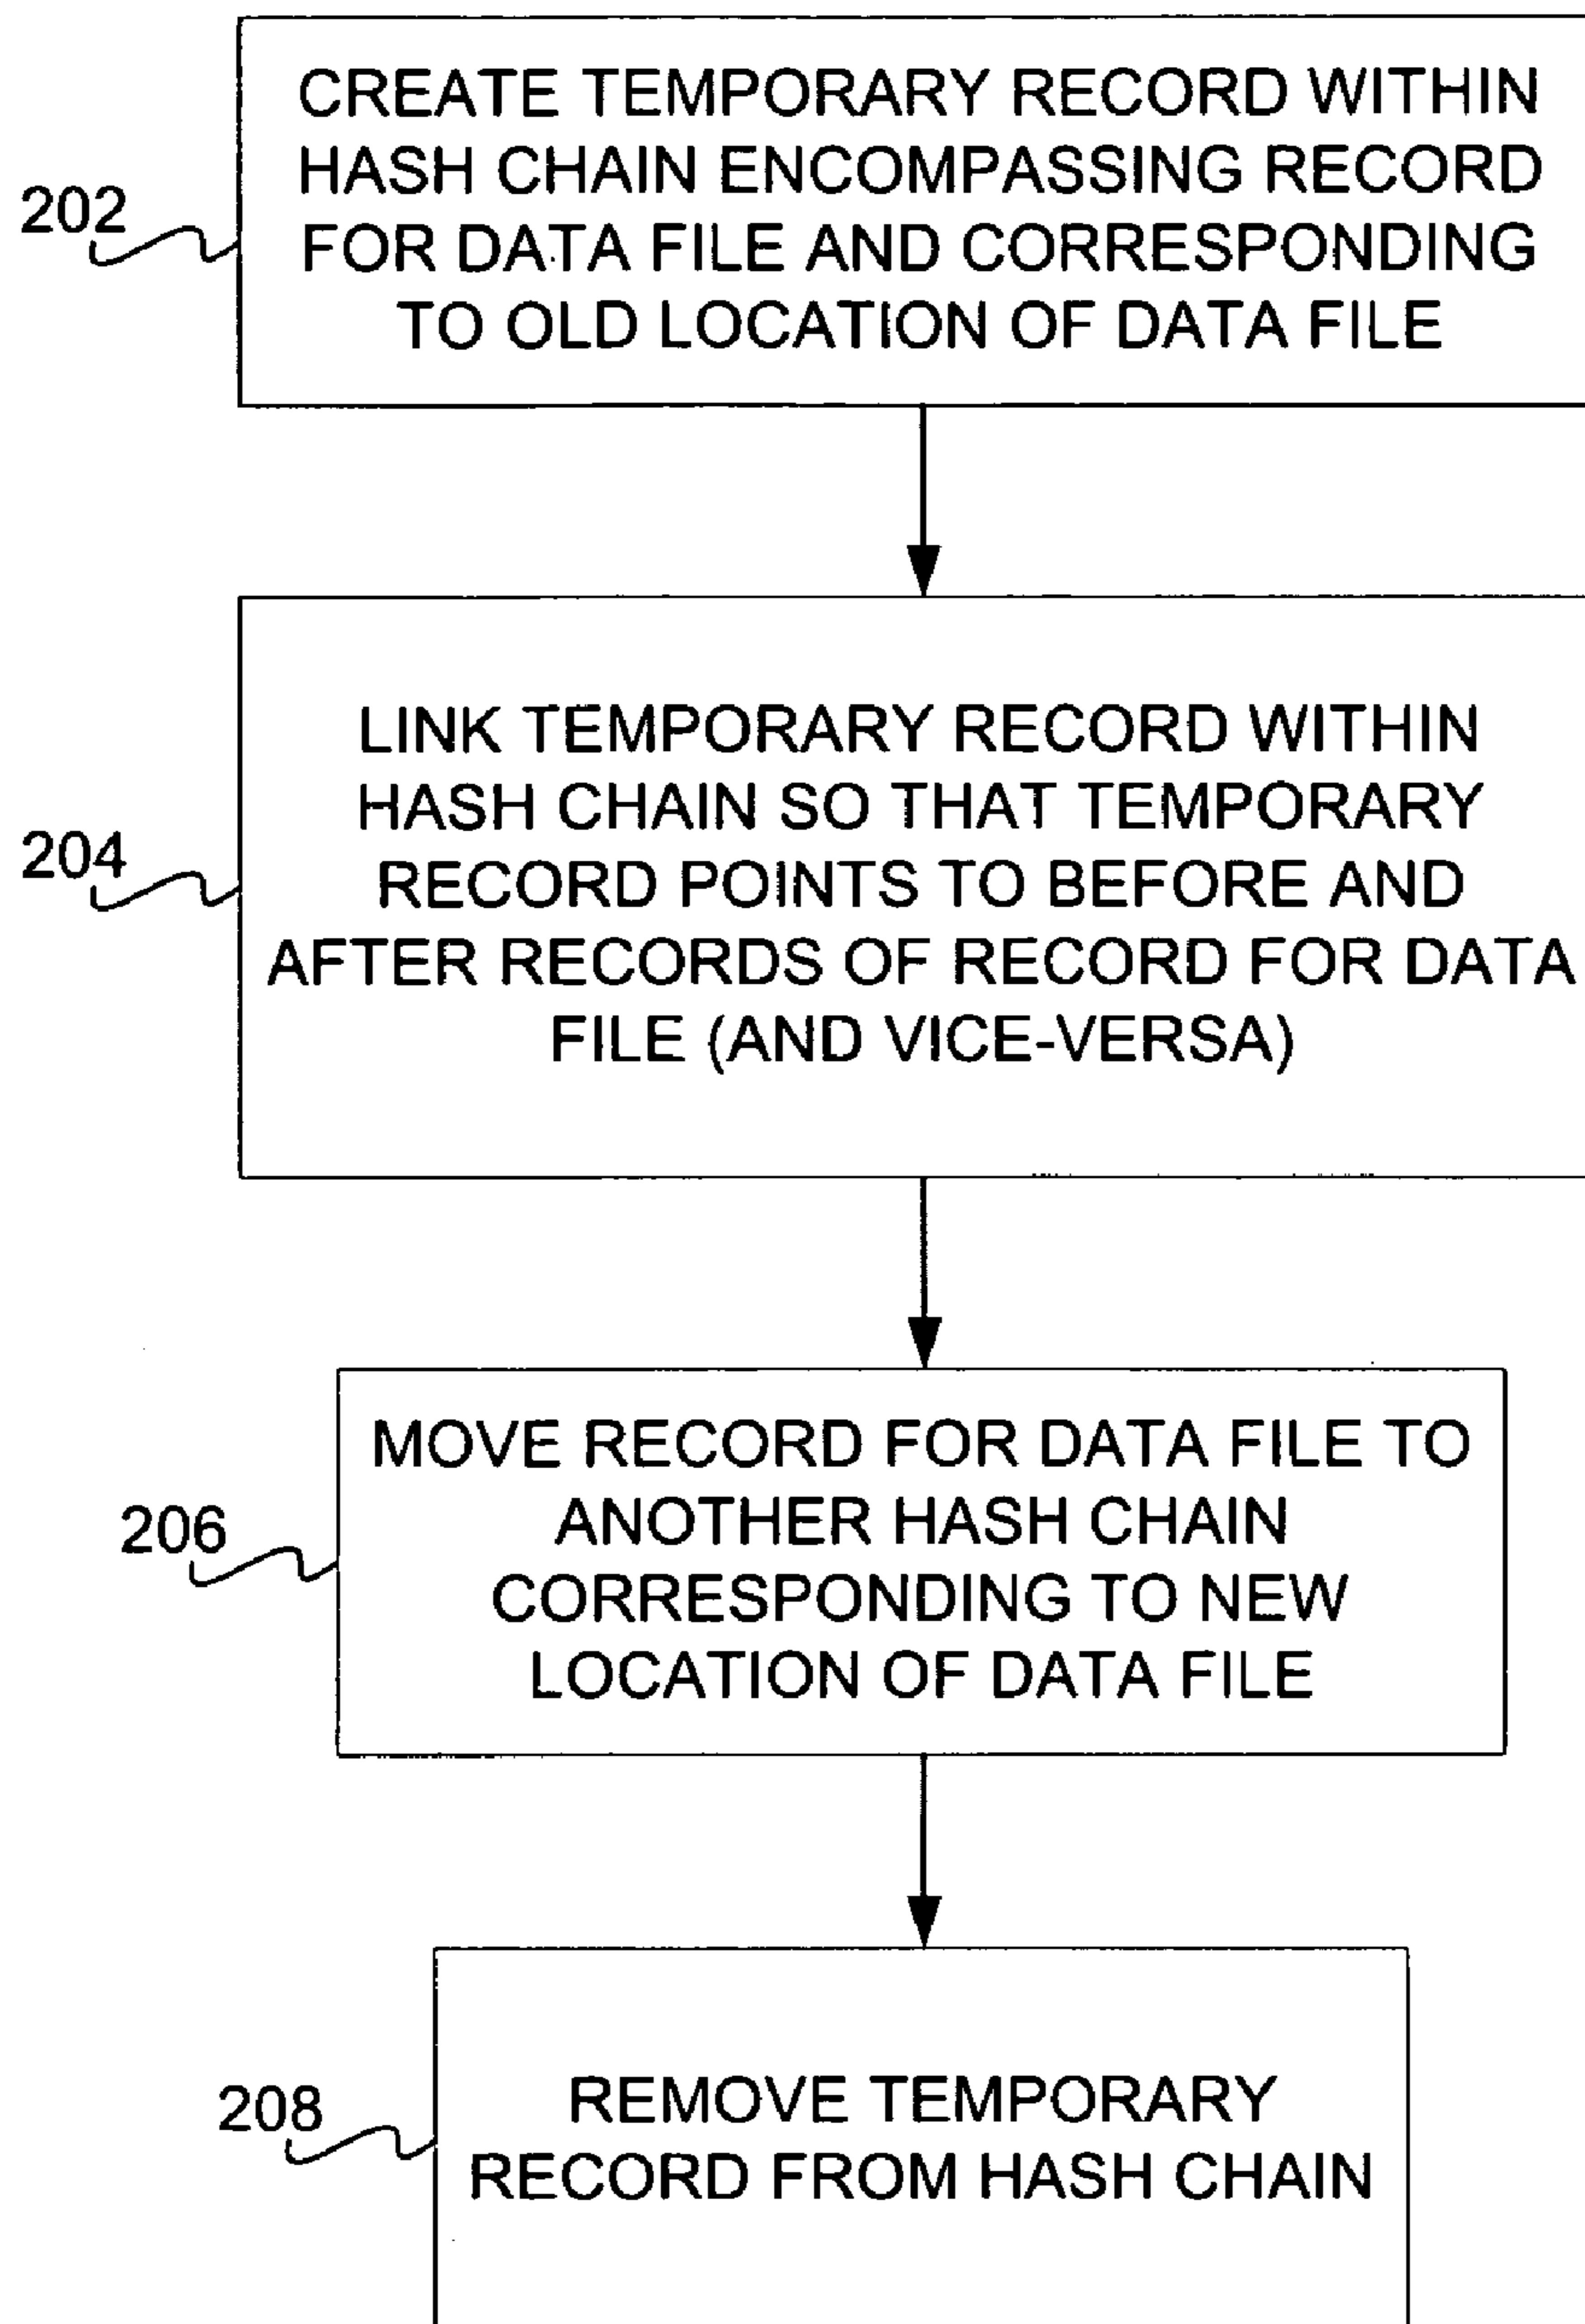 CREATE TEMPORARY RECORD WITHIN
HASH CHAIN ENCOMPASSING RECORD
FOR DATA FILE AND CORRESPONDING
TO OLD LOCATION OF DATA FILE
202
LINK TEMPORARY RECORD WITHIN
HASH CHAIN SO THAT TEMPORARY
RECORD POINTS TO BEFORE AND
AFTER RECORDS OF RECORD FOR DATA
FILE (AND VICE-VERSA)
204
MOVE RECORD FOR DATA FILE TO
ANOTHER HASH CHAIN
CORRESPONDING TO NEW
LOCATION OF DATA FILE
206
REMOVE TEMPORARY
RECORD FROM HASH CHAIN
208